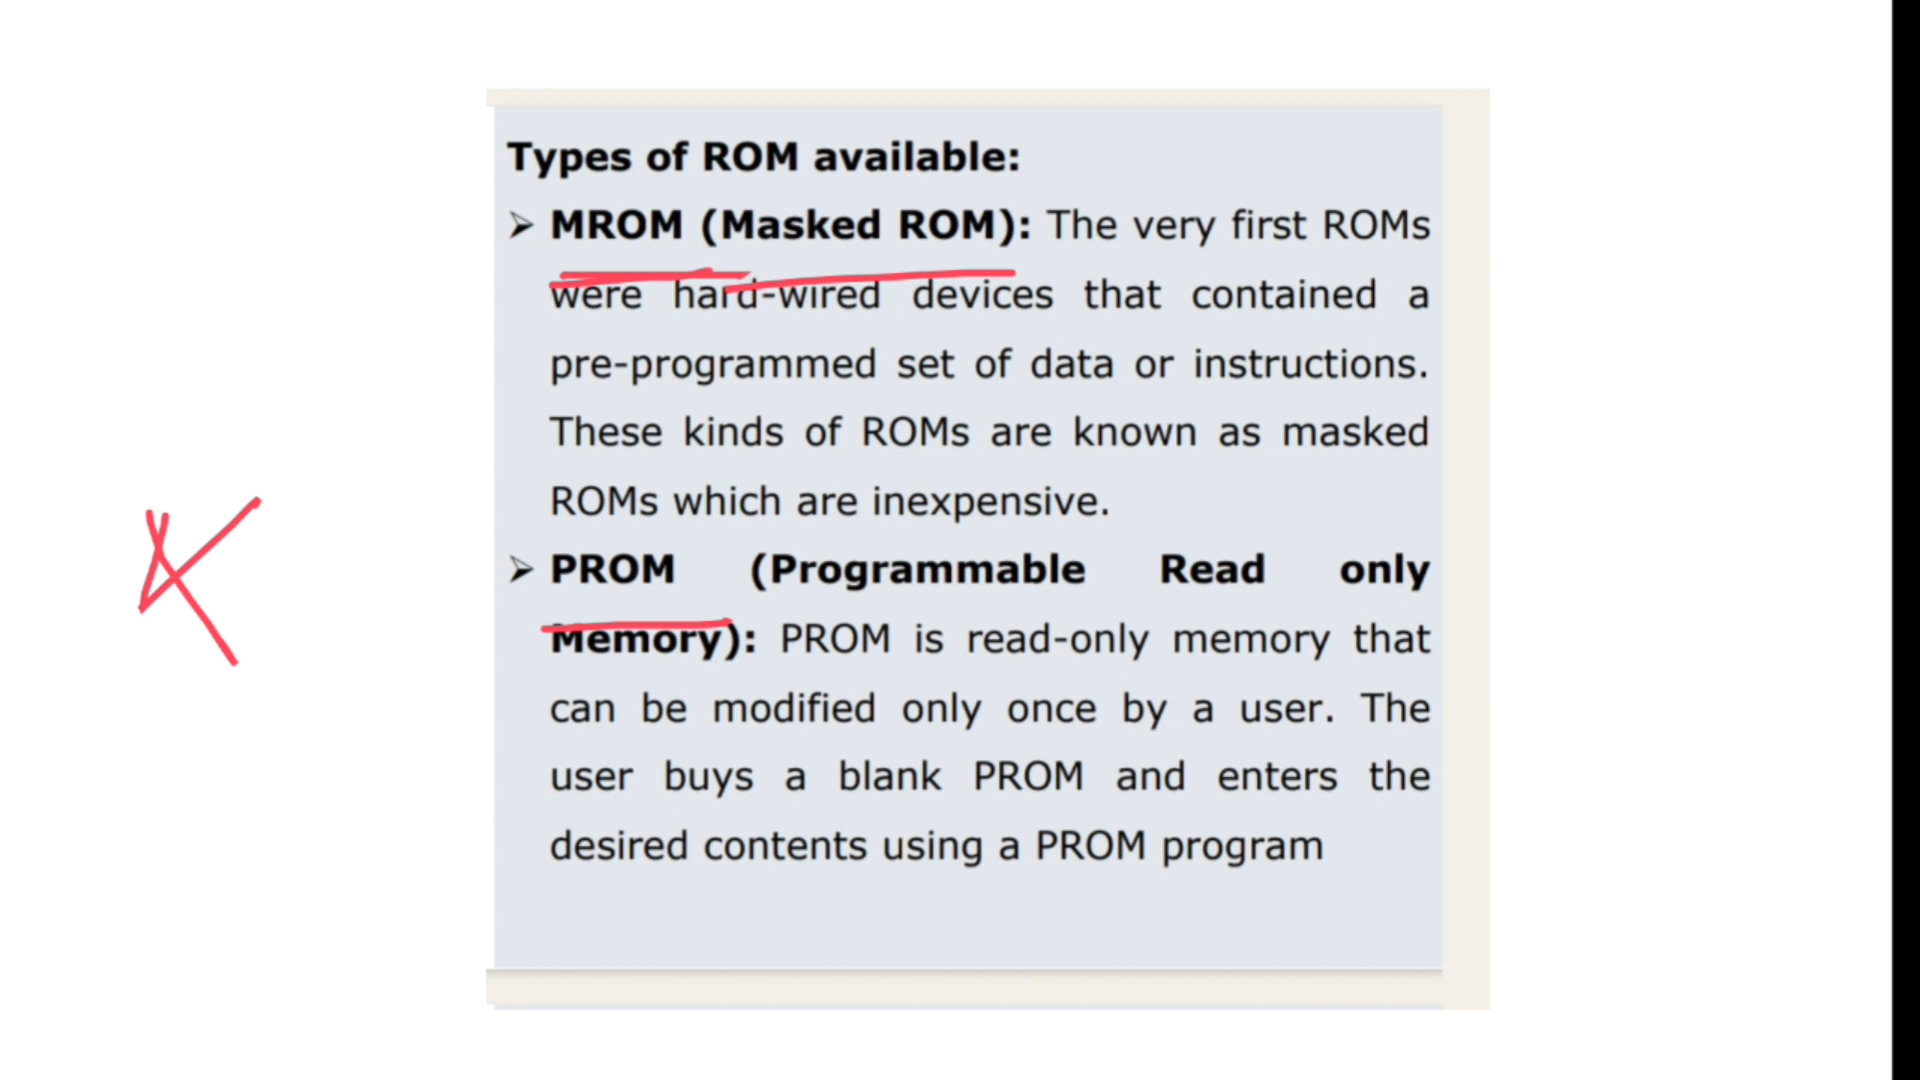 Types of ROM available:
➢ MROM (Masked ROM): The very first ROMs
were hard-wired devices that contained a
pre-programmed set of data or instructions.
These kinds of ROMs are known as masked
ROMs which are inexpensive.
➢ PROM (Programmable Read only
Memory): PROM is read-only memory that
can be modified only once by a user. The
user buys a blank PROM and enters the
desired contents using a PROM program